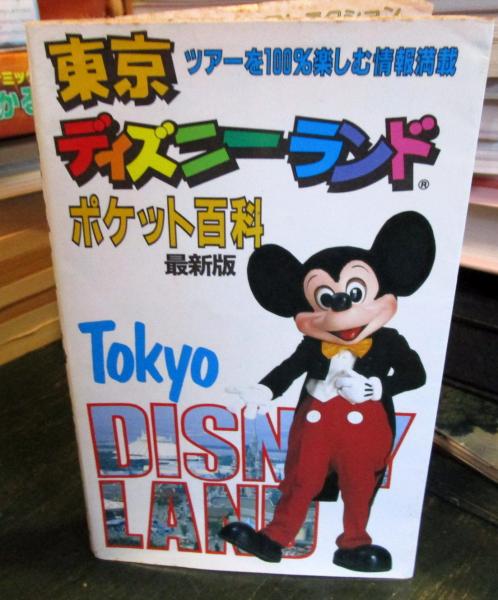 東京
ツアーを100%楽しむ情報満載
ディズニーランド®
ポケット百科
最新版
Tokyo
DISNEY
LAND